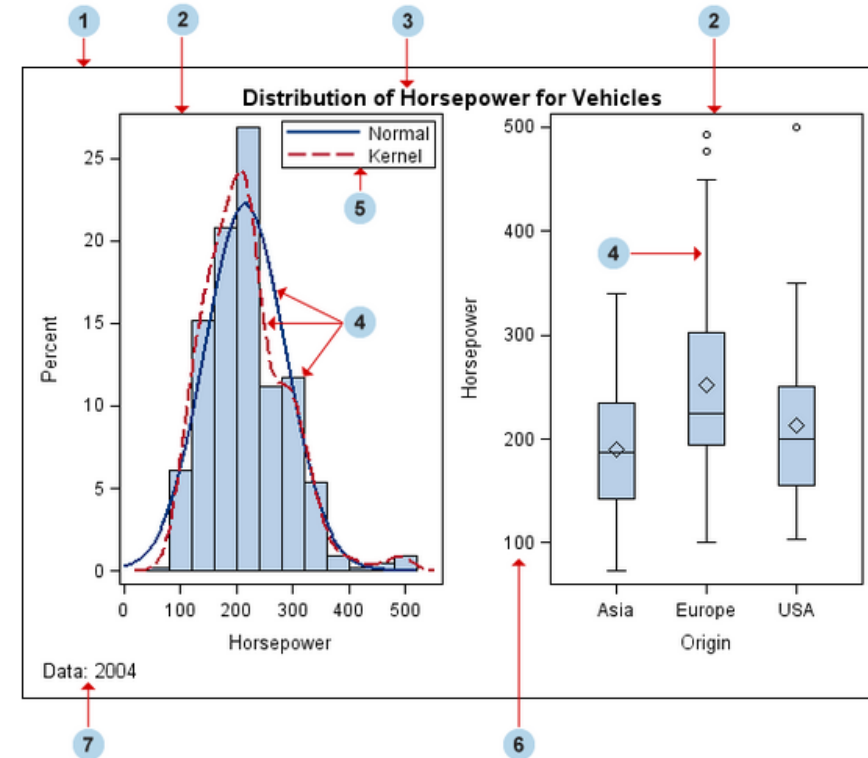 1 2 3 2
Distribution of Horsepower for Vehicles
Normal
Kernel
5
4
25
20
15
10
5
0
Percent
0 100 200 300 400 500
Horsepower
500
400
300
200
100
Horsepower
4
Asia Europe USA
Origin
Data: 2004
7 6